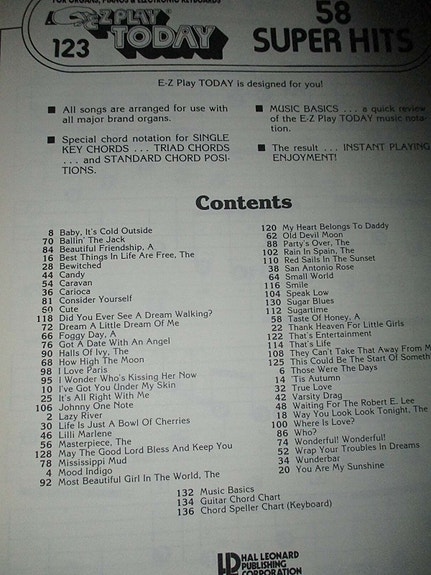 FOR ORGANS, PIANOS & ELECTRONIC KEYBOARDS
E-Z PLAY
TODAY
123
58
SUPER HITS
E-Z Play TODAY is designed for you!
■ All songs are arranged for use with
all major brand organs.
■ Special chord notation for SINGLE
KEY CHORDS . . . TRIAD CHORDS
. . . and STANDARD CHORD POSI-
TIONS.
■ MUSIC BASICS . . . a quick review
of the E-Z Play TODAY music nota-
tion.
■ The result . . . INSTANT PLAYING
ENJOYMENT!
Contents
8 Baby, It's Cold Outside
70 Ballin' The Jack
84 Beautiful Friendship, A
16 Best Things In Life Are Free, The
28 Bewitched
44 Candy
54 Caravan
36 Carioca
81 Consider Yourself
50 Cute
118 Did You Ever See A Dream Walking?
72 Dream A Little Dream Of Me
66 Foggy Day, A
76 Got A Date With An Angel
90 Halls Of Ivy, The
68 How High The Moon
98 I Love Paris
95 I Wonder Who's Kissing Her Now
10 I've Got You Under My Skin
25 It's All Right With Me
106 Johnny One Note
2 Lazy River
30 Life Is Just A Bowl Of Cherries
46 Lilli Marlene
56 Masterpiece, The
128 May The Good Lord Bless And Keep You
78 Mississippi Mud
4 Mood Indigo
92 Most Beautiful Girl In The World, The
120 My Heart Belongs To Daddy
62 Old Devil Moon
88 Party's Over, The
102 Rain In Spain, The
110 Red Sails In The Sunset
38 San Antonio Rose
64 Small World
116 Smile
104 Speak Low
130 Sugar Blues
112 Sugartime
58 Taste Of Honey, A
22 Thank Heaven For Little Girls
122 That's Entertainment
114 That's Life
108 They Can't Take That Away From M
125 This Could Be The Start Of Someth
6 Those Were The Days
14 'Tis Autumn
32 True Love
42 Varsity Drag
48 Waiting For The Robert E. Lee
18 Way You Look Look Tonight, The
100 Where Is Love?
86 Who?
74 Wonderful! Wonderful!
52 Wrap Your Troubles In Dreams
34 Wunderbar
20 You Are My Sunshine
132 Music Basics
134 Guitar Chord Chart
136 Chord Speller Chart (Keyboard)
HAL LEONARD
PUBLISHING
CORPORATION